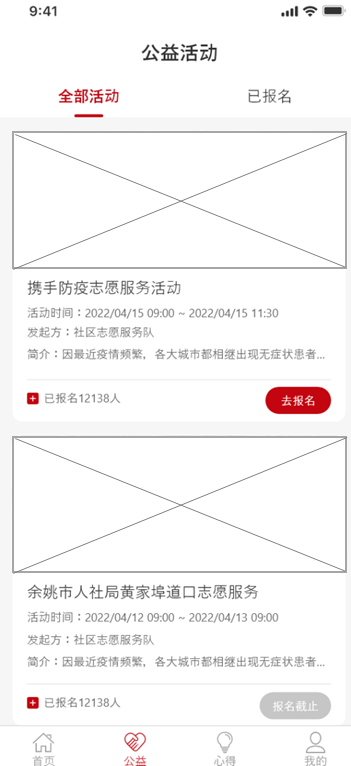 9:41
公益活动
全部活动
已报名
携手防疫志愿服务活动
活动时间：2022/04/15 09:00 ~ 2022/04/15 11:30
发起方：社区志愿服务队
简介：因最近疫情频繁，各大城市都相继出现无症状患者...
已报名12138人
去报名
余姚市人社局黄家埠道口志愿服务
活动时间：2022/04/12 09:00 ~ 2022/04/13 09:00
发起方：社区志愿服务队
简介：因最近疫情频繁，各大城市都相继出现无症状患者...
已报名12138人
报名截止
首页
公益
心得
我的